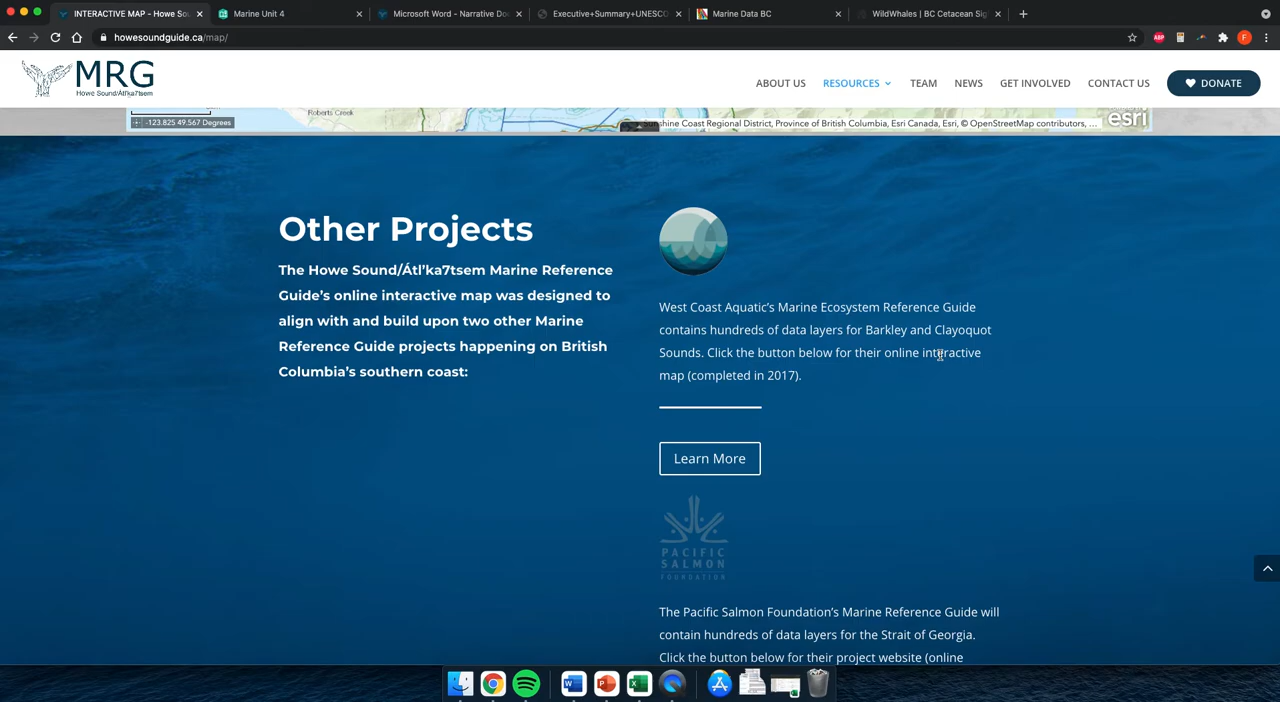 INTERACTIVE MAP - Howe Sou
Marine Unit 4
Microsoft Word - Narrative Do
Executive+Summary+UNESCO
Marine Data BC
WildWhales | BC Cetacean Sig
howesoundguide.ca/map/
ABP
F
MRG
Howe Sound/Átl'ka7tsem
ABOUT US
RESOURCES
TEAM
NEWS
GET INVOLVED
CONTACT US
DONATE
Roberts Creek
-123.825 49.567 Degrees
Sunshine Coast Regional District, Province of British Columbia, Esri Canada, Esri, © OpenStreetMap contributors, ...
esri
Other Projects
The Howe Sound/Átl'ka7tsem Marine Reference
Guide's online interactive map was designed to
align with and build upon two other Marine
Reference Guide projects happening on British
Columbia's southern coast:
West Coast Aquatic's Marine Ecosystem Reference Guide
contains hundreds of data layers for Barkley and Clayoquot
Sounds. Click the button below for their online interactive
map (completed in 2017).
Learn More
PACIFIC
SALMON
FOUNDATION
The Pacific Salmon Foundation's Marine Reference Guide will
contain hundreds of data layers for the Strait of Georgia.
Click the button below for their project website (online